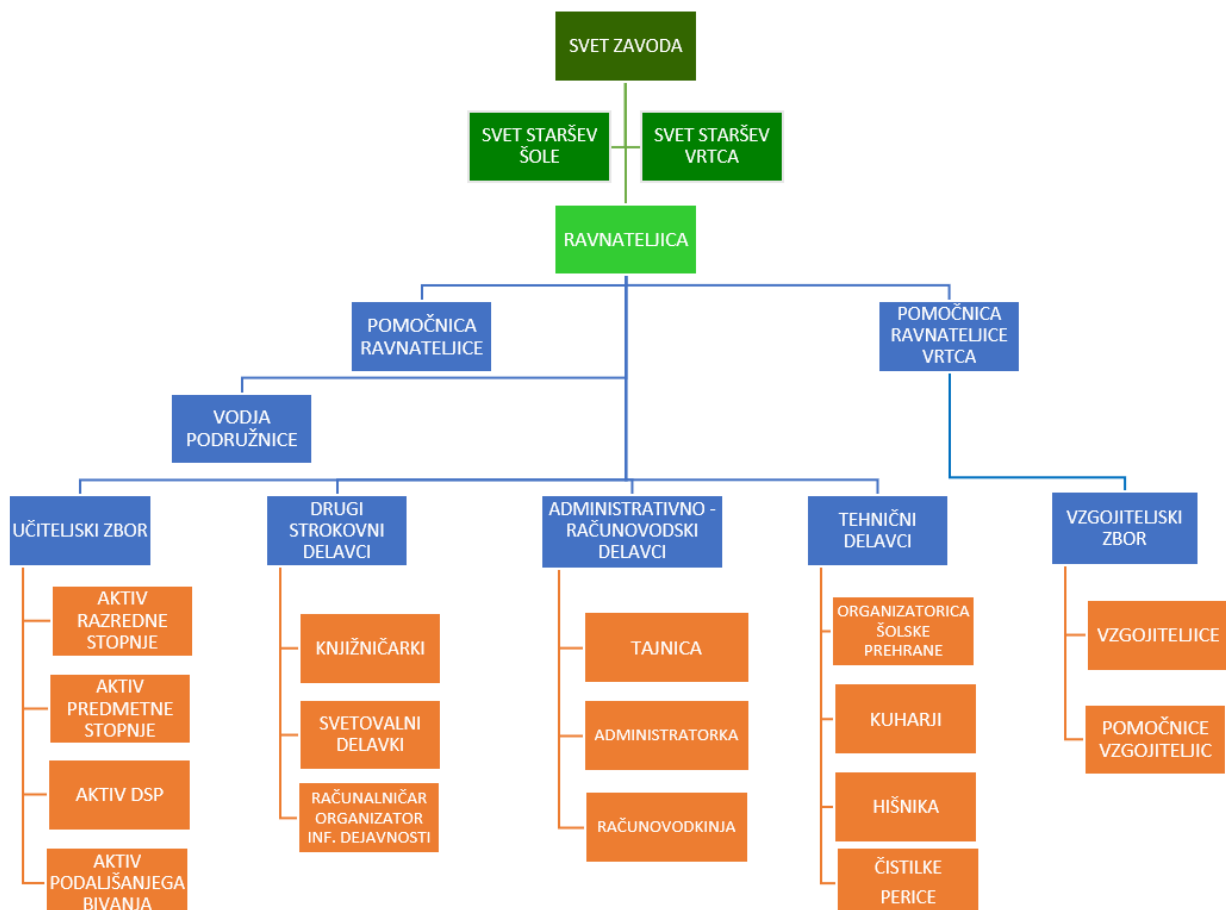 SVET ZAVODA
SVET STARŠEV
ŠOLE
SVET STARŠEV
VRTCA
RAVNATELJICA
POMOČNICA
RAVNATELJICE
POMOČNICA
RAVNATELJICE
VRTCA
VODJA
PODRUŽNICE
UČITELJSKI ZBOR
DRUGI
STROKOVNI
DELAVCI
ADMINISTRATIVNO -
RAČUNOVODSKI
DELAVCI
TEHNIČNI
DELAVCI
VZGOJITELJSKI
ZBOR
AKTIV
RAZREDNE
STOPNJE
AKTIV
PREDMETNE
STOPNJE
AKTIV DSP
AKTIV
PODALJŠANJEGA
BIVANJA
KNJIŽNIČARKI
SVETOVALNI
DELAVKI
RAČUNALNIČAR
ORGANIZATOR
INF. DEJAVNOSTI
TAJNICA
ADMINISTRATORKA
RAČUNOVODKINJA
ORGANIZATORICA
ŠOLSKE
PREHRANE
KUHARJI
HIŠNIKA
ČISTILKE
PERICE
VZGOJITELJICE
POMOČNICE
VZGOJITELJIC